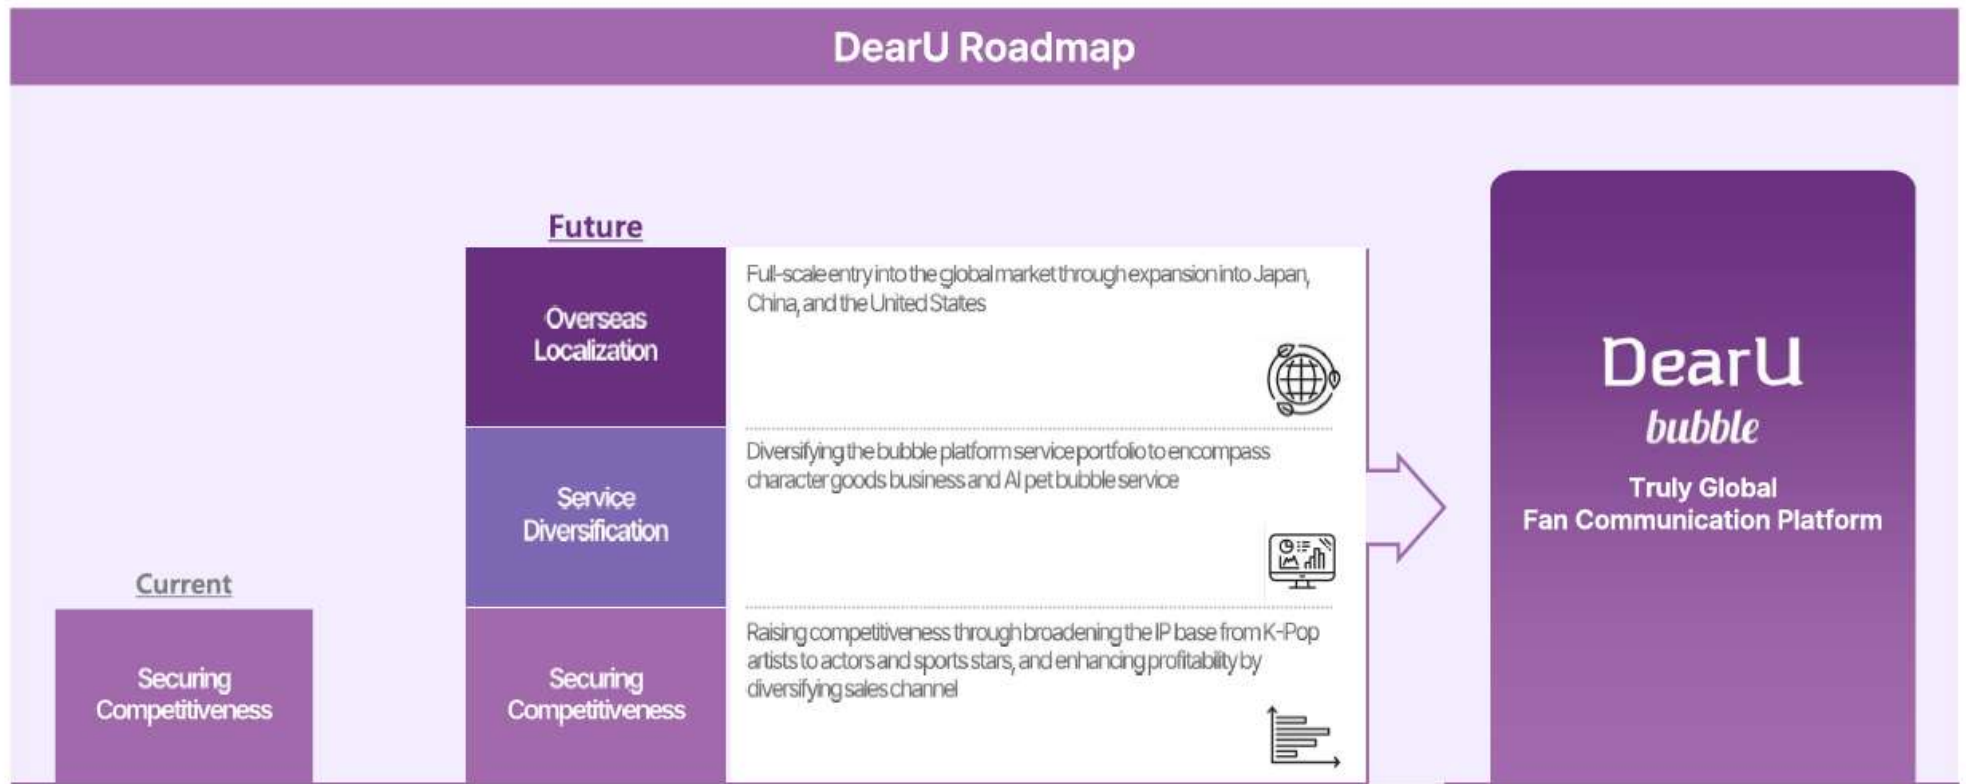 DearU Roadmap
Future
Overseas
Localization
Full-scale entry into the global market through expansion into Japan,
China, and the United States
Service
Diversification
Diversifying the bubble platform service portfolio to encompass
character goods business and AI pet bubble service
Current
Securing
Competitiveness
Securing
Competitiveness
Raising competitiveness through broadening the IP base from K-Pop
artists to actors and sports stars, and enhancing profitability by
diversifying sales channel
DearU
bubble
Truly Global
Fan Communication Platform